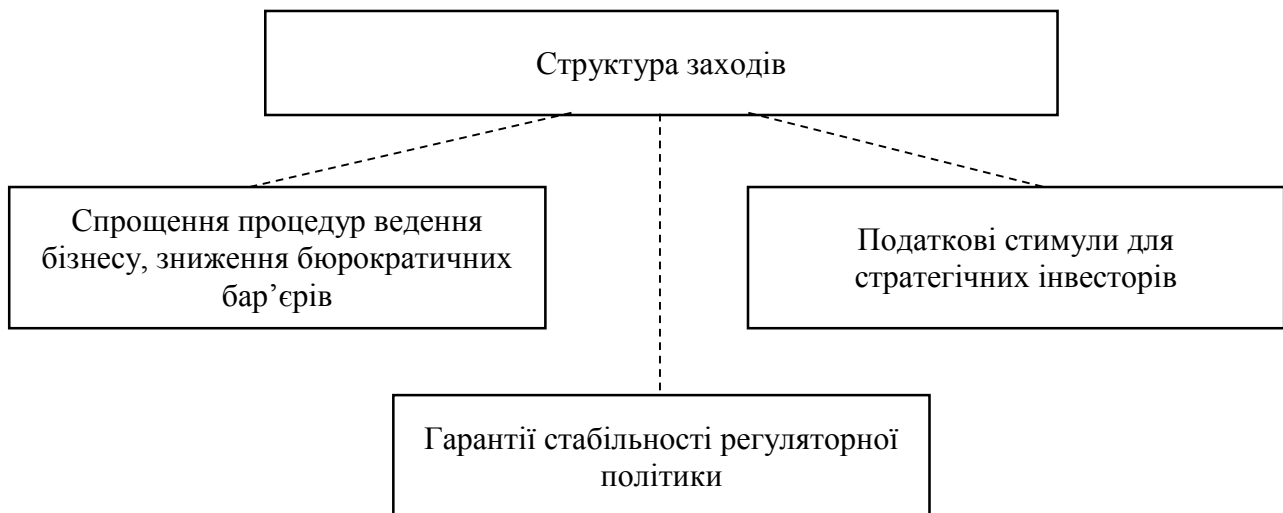 Структура заходів
Спрощення процедур ведення
бізнесу, зниження бюрократичних
бар’єрів
Податкові стимули для
стратегічних інвесторів
Гарантії стабільності регуляторної
політики